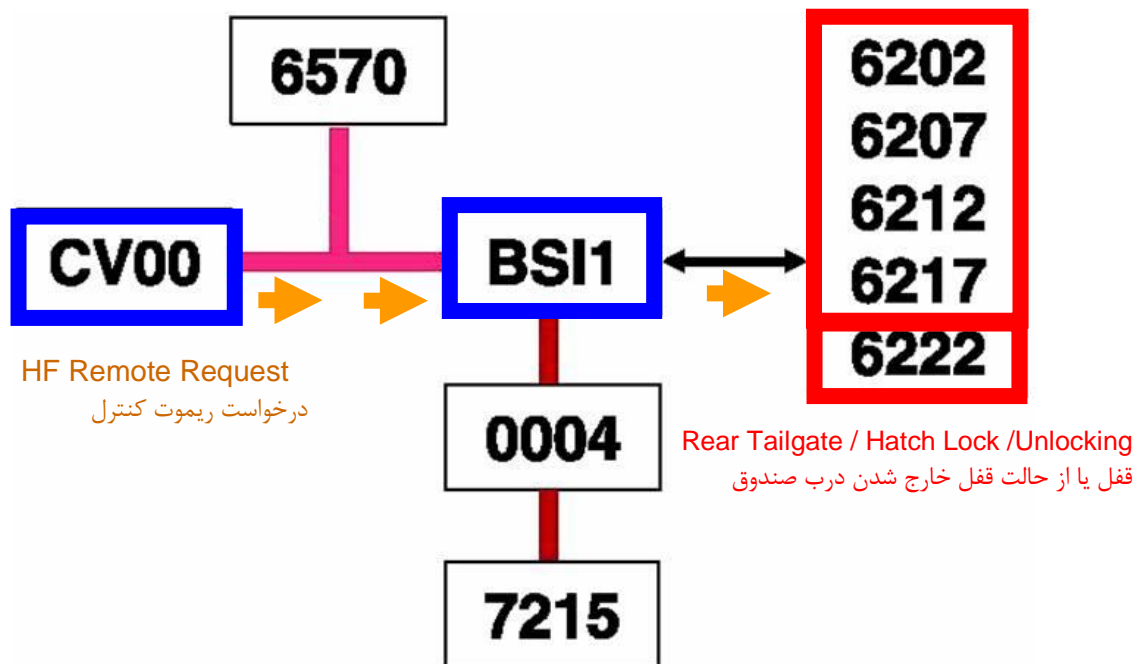 6570
CV00
BSI1
6202
6207
6212
6217
6222
HF Remote Request
درخواست ریموت کنترل
0004
Rear Tailgate / Hatch Lock /Unlocking
قفل یا از حالت قفل خارج شدن درب صندوق
7215